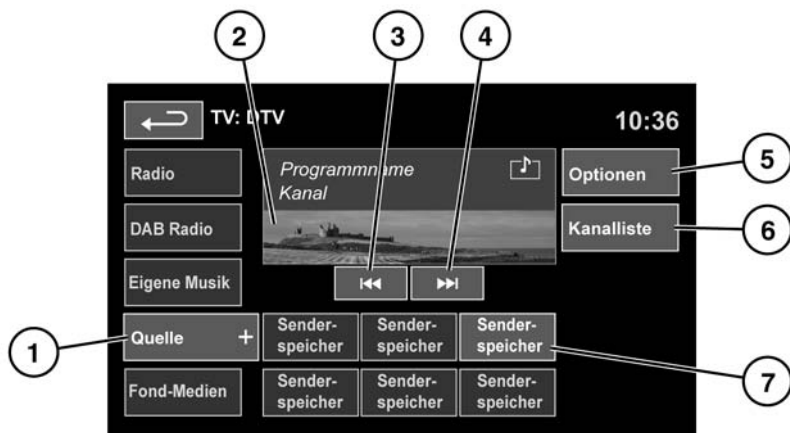 2
3
4
TV: DTV
10:36
5
Radio
Programmname
Kanal
Optionen
DAB Radio
Kanalliste
6
Eigene Musik
1
Quelle +
Sender-
speicher
Sender-
speicher
Sender-
speicher
7
Fond-Medien
Sender-
speicher
Sender-
speicher
Sender-
speicher